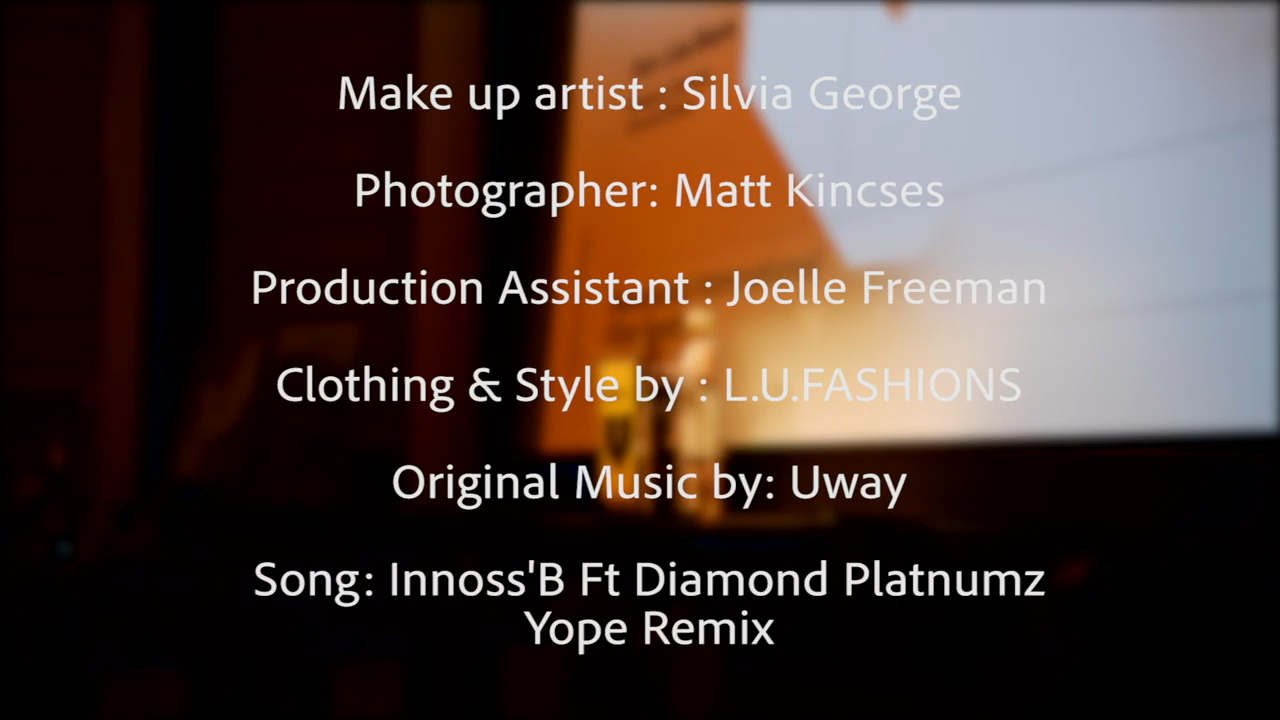 Make up artist : Silvia George
Photographer: Matt Kincses
Production Assistant : Joelle Freeman
Clothing & Style by : L.U.FASHIONS
Original Music by: Uway
Song: Innoss'B Ft Diamond Platnumz
Yope Remix